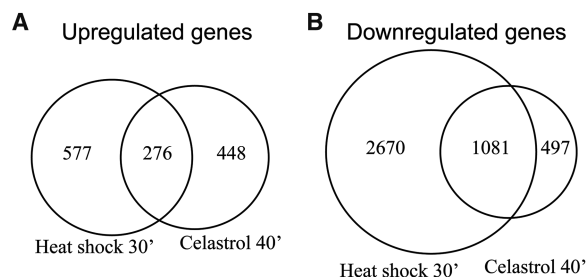 A
Upregulated genes
577
276
448
Heat shock 30’
Celastrol 40’
B
Downregulated genes
2670
1081
497
Heat shock 30’
Celastrol 40’